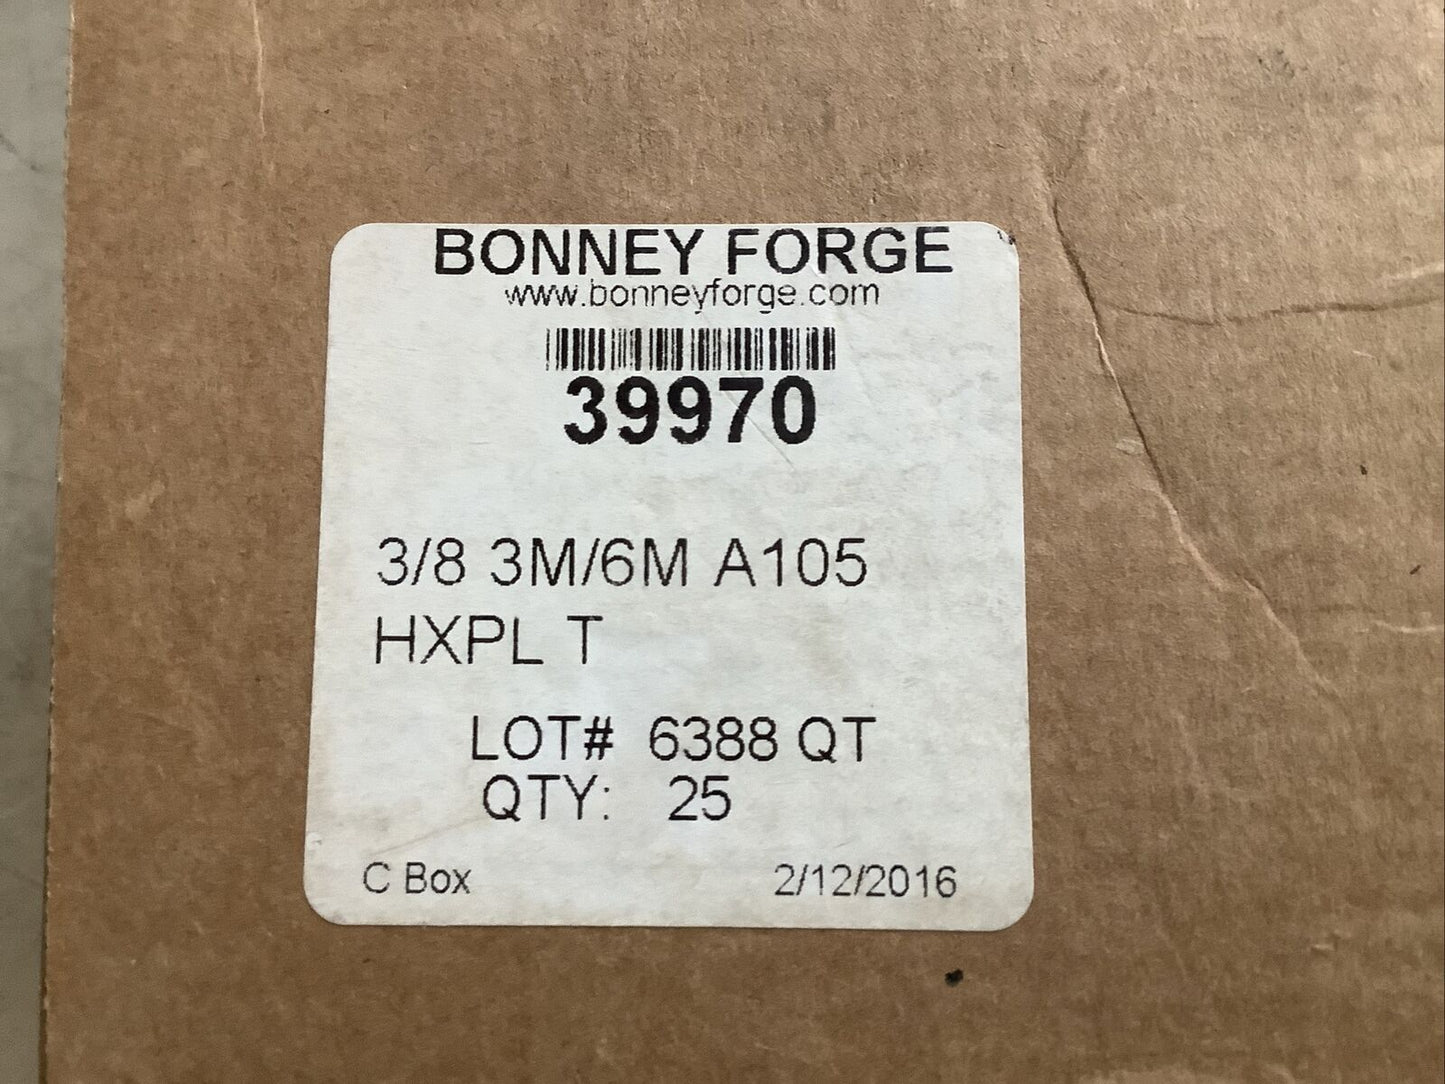 BONNEY FORGE
www.bonneyforge.com
39970
3/8 3M/6M A105
HXPL T
LOT# 6388 QT
QTY: 25
C Box 2/12/2016